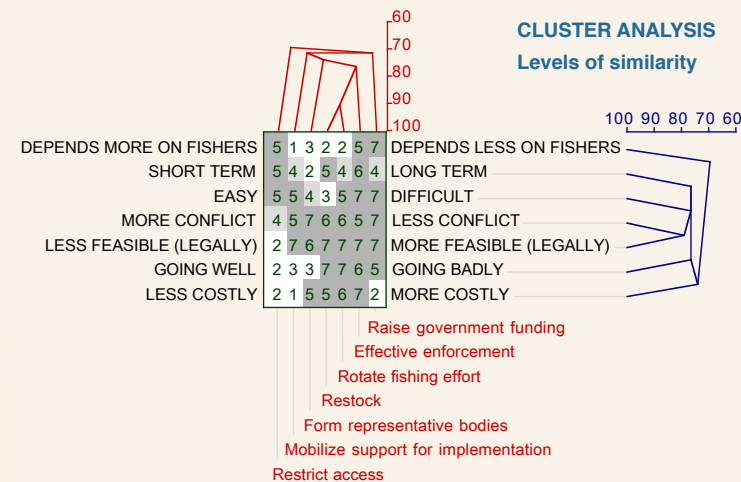 60
70
80
90
100
CLUSTER ANALYSIS
Levels of similarity
100 90 80 70 60
DEPENDS MORE ON FISHERS 5 1 3 2 2 5 7 DEPENDS LESS ON FISHERS
SHORT TERM 5 4 2 5 4 6 4 LONG TERM
EASY 5 5 4 3 5 7 7 DIFFICULT
MORE CONFLICT 4 5 7 6 6 5 7 LESS CONFLICT
LESS FEASIBLE (LEGALLY) 2 7 6 7 7 7 7 MORE FEASIBLE (LEGALLY)
GOING WELL 2 3 3 7 7 6 5 GOING BADLY
LESS COSTLY 2 1 5 5 6 7 2 MORE COSTLY
Raise government funding
Effective enforcement
Rotate fishing effort
Restock
Form representative bodies
Mobilize support for implementation
Restrict access